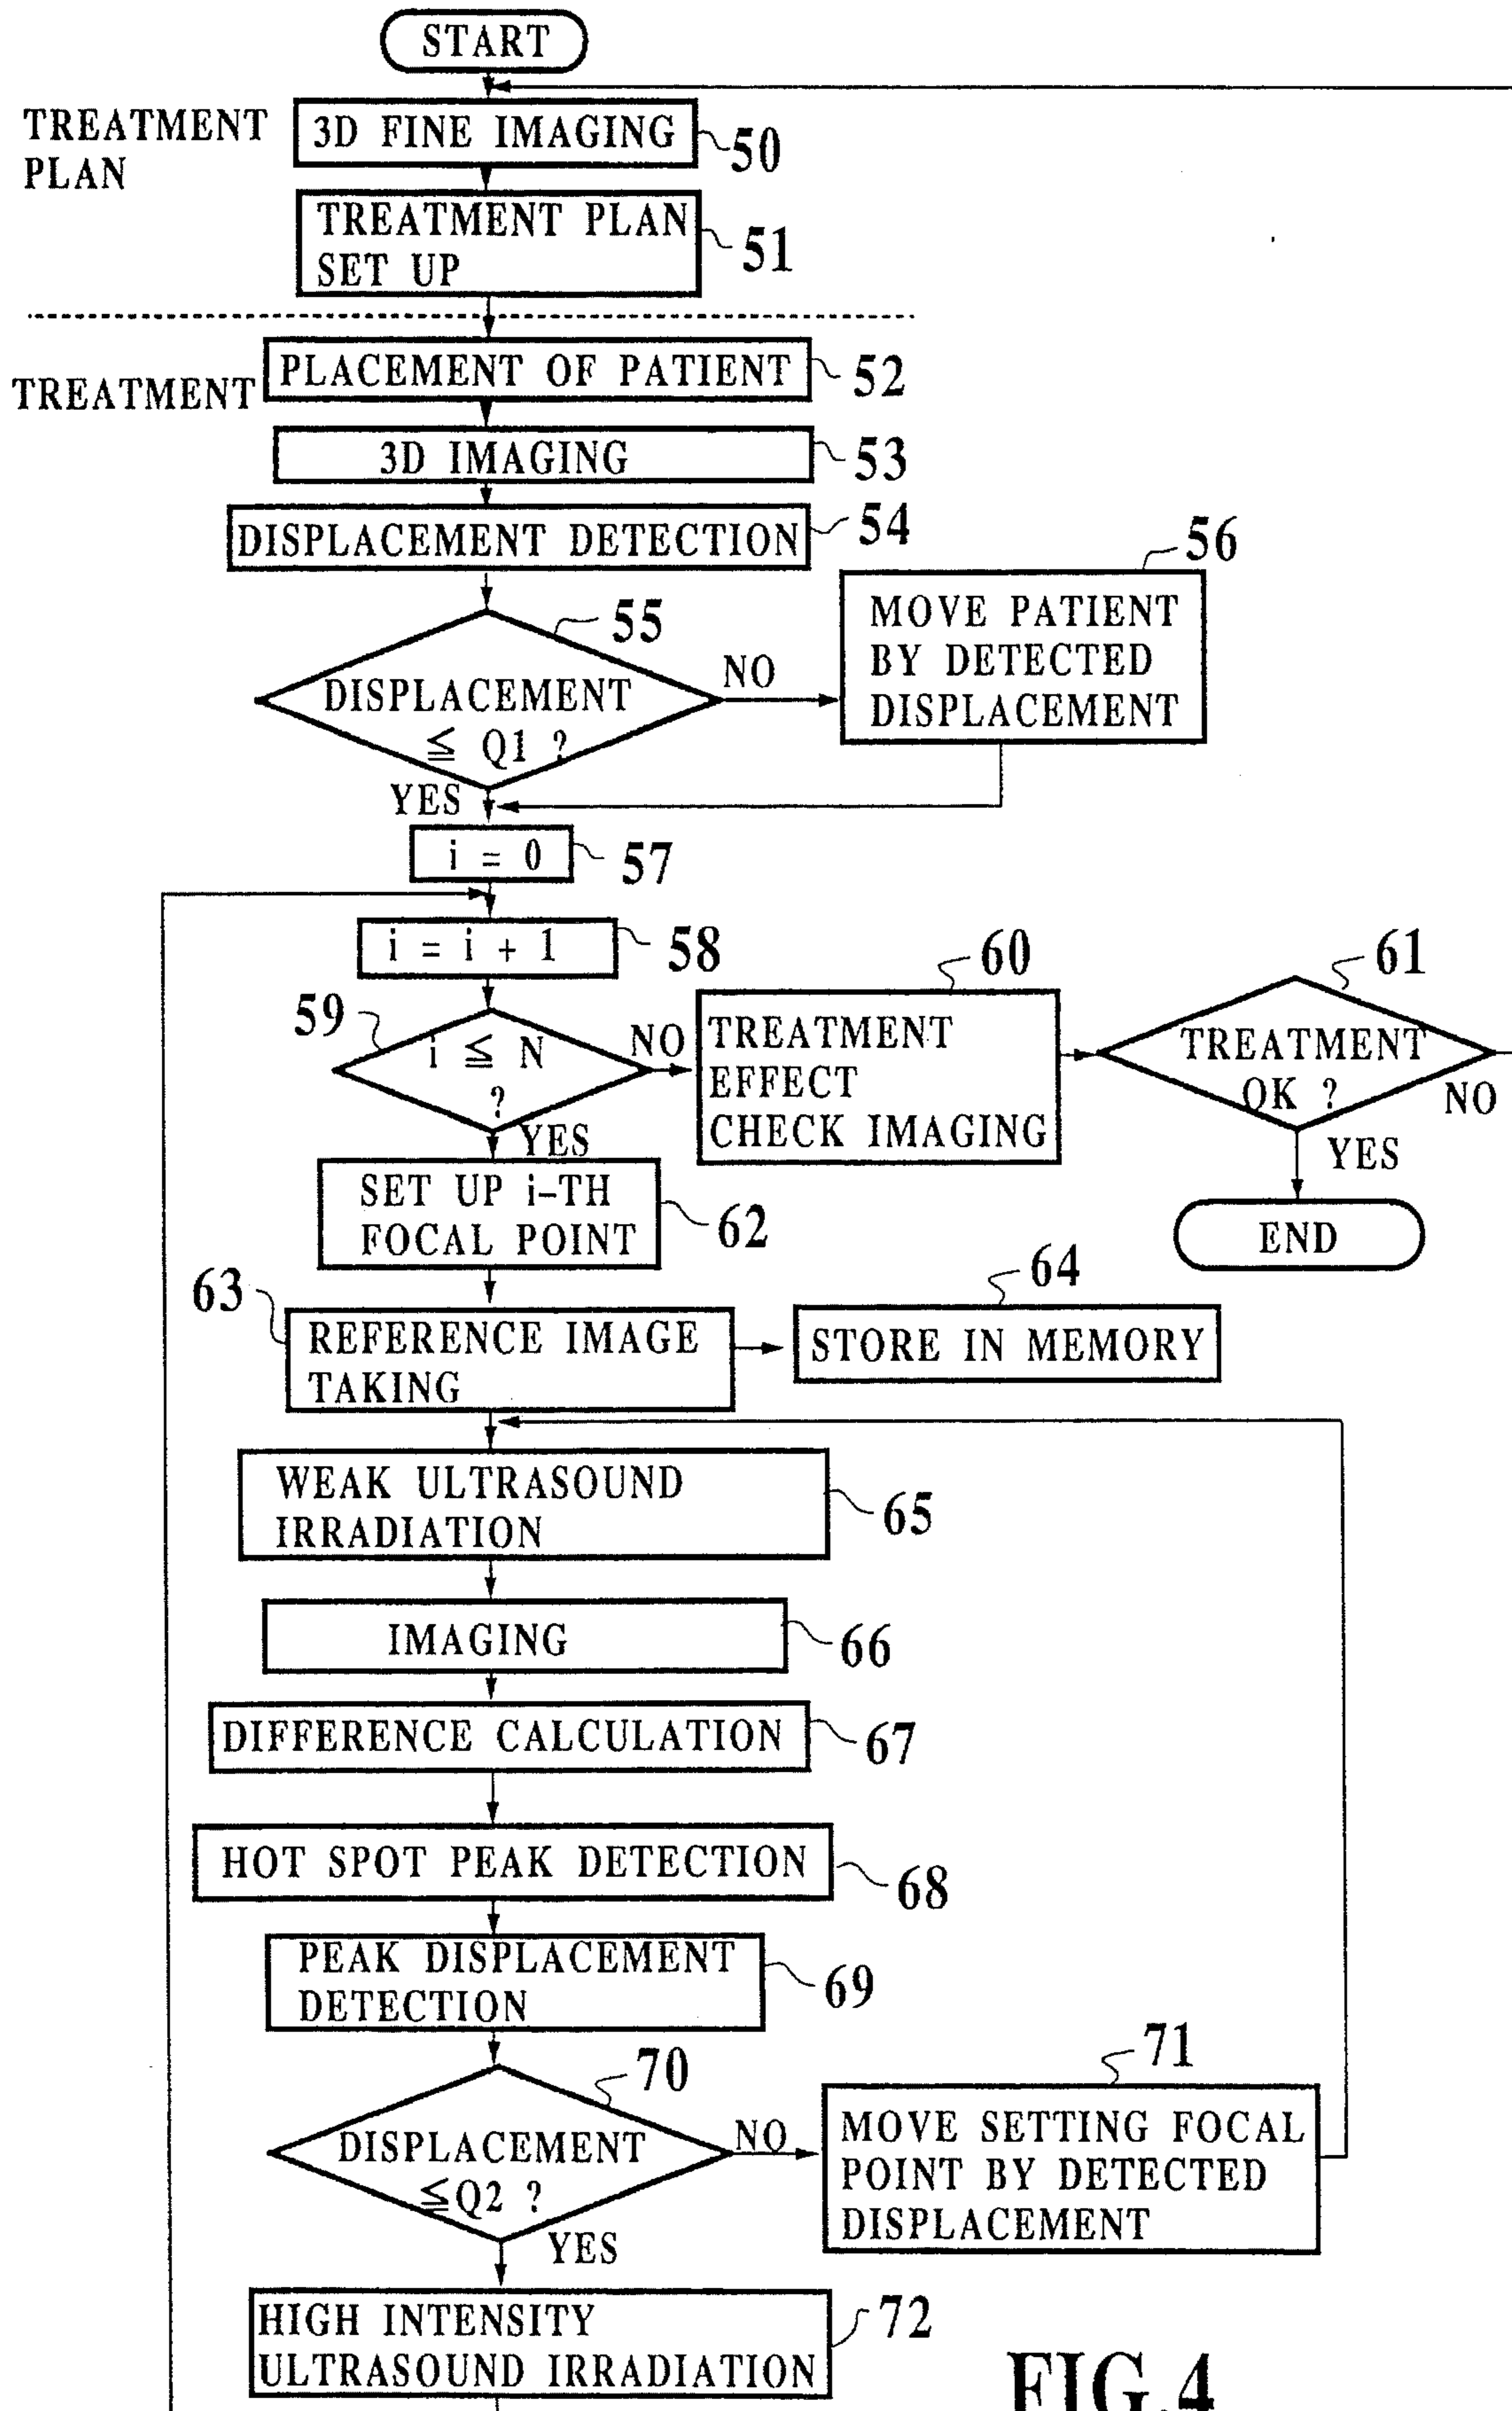 START
TREATMENT
PLAN
3D FINE IMAGING
50
TREATMENT PLAN
SET UP
51
TREATMENT
PLACEMENT OF PATIENT
52
3D IMAGING
53
DISPLACEMENT DETECTION
54
55
DISPLACEMENT
≦ Q1 ?
NO
YES
56
MOVE PATIENT
BY DETECTED
DISPLACEMENT
i = 0
57
i = i + 1
58
59
i ≦ N
?
NO
YES
60
TREATMENT
EFFECT
CHECK IMAGING
61
TREATMENT
OK ?
NO
YES
END
SET UP i-TH
FOCAL POINT
62
63
REFERENCE IMAGE
TAKING
64
STORE IN MEMORY
WEAK ULTRASOUND
IRRADIATION
65
IMAGING
66
DIFFERENCE CALCULATION
67
HOT SPOT PEAK DETECTION
68
PEAK DISPLACEMENT
DETECTION
69
70
DISPLACEMENT
≦Q2 ?
NO
YES
71
MOVE SETTING FOCAL
POINT BY DETECTED
DISPLACEMENT
HIGH INTENSITY
ULTRASOUND IRRADIATION
72
FIG.4